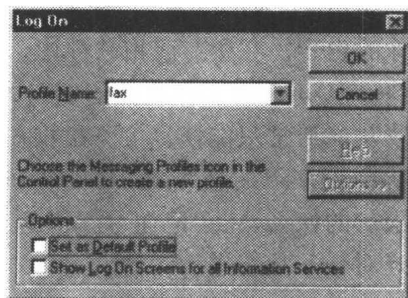 Log On
OK
Profile Name: fax
Cancel
Help
Choose the Messaging Profiles icon in the
Control Panel to create a new profile.
Options >>
Options
Set as Default Profile
Show Log On Screens for all Information Services